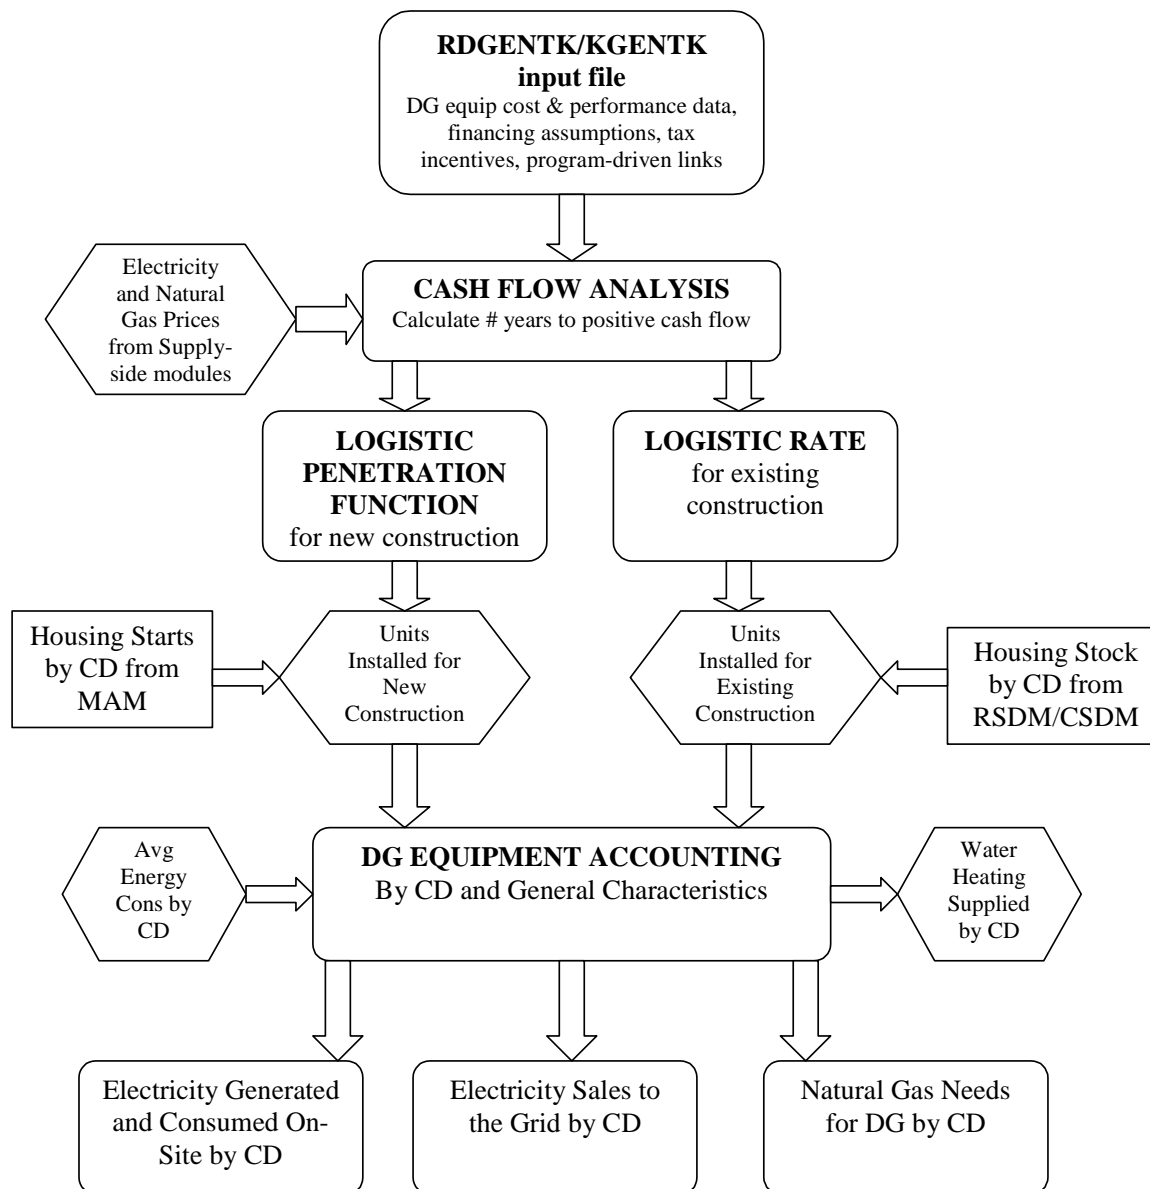 RDGENTK/KGENTK
input file
DG equip cost & performance data,
financing assumptions, tax
incentives, program-driven links
Electricity
and Natural
Gas Prices
from Supply-
side modules
CASH FLOW ANALYSIS
Calculate # years to positive cash flow
LOGISTIC
PENETRATION
FUNCTION
for new construction
LOGISTIC RATE
for existing
construction
Housing Starts
by CD from
MAM
Units
Installed for
New
Construction
Units
Installed for
Existing
Construction
Housing Stock
by CD from
RSDM/CSDM
Avg
Energy
Cons by
CD
DG EQUIPMENT ACCOUNTING
By CD and General Characteristics
Water
Heating
Supplied
by CD
Electricity Generated
and Consumed On-
Site by CD
Electricity Sales to
the Grid by CD
Natural Gas Needs
for DG by CD